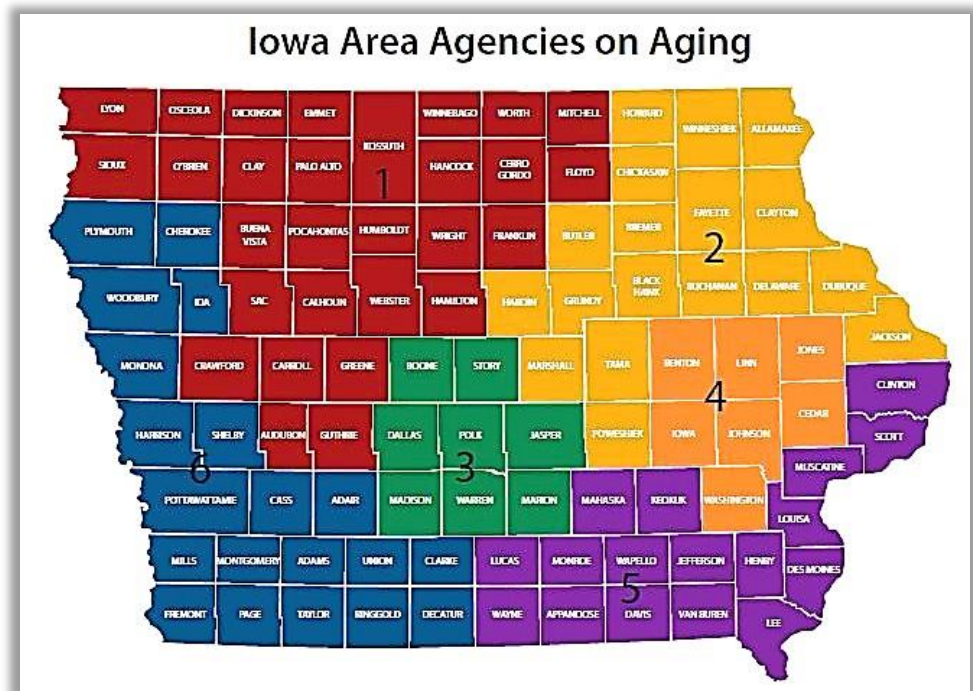 Iowa Area Agencies on Aging
LYON OSCEOLA DICKINSON EMMET WINNEBAGO WORTH MITCHELL HOWARD WINNESHIEK ALLAMAKEE
KOSSUTH
SIOUX O'BRIEN CLAY PALO ALTO HANCOCK CERRO GORDO FLOYD CHICKASAW
1
PLYMOUTH CHEROKEE BUENA VISTA POCAHONTAS HUMBOLDT WRIGHT FRANKLIN BUTLER BREMER FAYETTE CLAYTON
2
WOODBURY IDA SAC CALHOUN WEBSTER HAMILTON HARDIN GRUNDY BLACK HAWK BUCHANAN DELAWARE DUBUQUE
JACKSON
MONONA CRAWFORD CARROLL GREENE BOONE STORY MARSHALL TAMA BENTON LINN JONES
CLINTON
4
CEDAR
HARRISON SHELBY AUDUBON GUTHRIE DALLAS POLK JASPER POWESHIEK IOWA JOHNSON SCOTT
6 3
MUSCATINE
POTTAWATTAMIE CASS ADAIR MADISON WARREN MARION MAHASKA KEOKUK WASHINGTON
LOUISA
MILLS MONTGOMERY ADAMS UNION CLARKE LUCAS MONROE WAPELLO JEFFERSON HENRY DES MOINES
5
FREMONT PAGE TAYLOR RINGGOLD DECATUR WAYNE APPANOOSE DAVIS VAN BUREN LEE